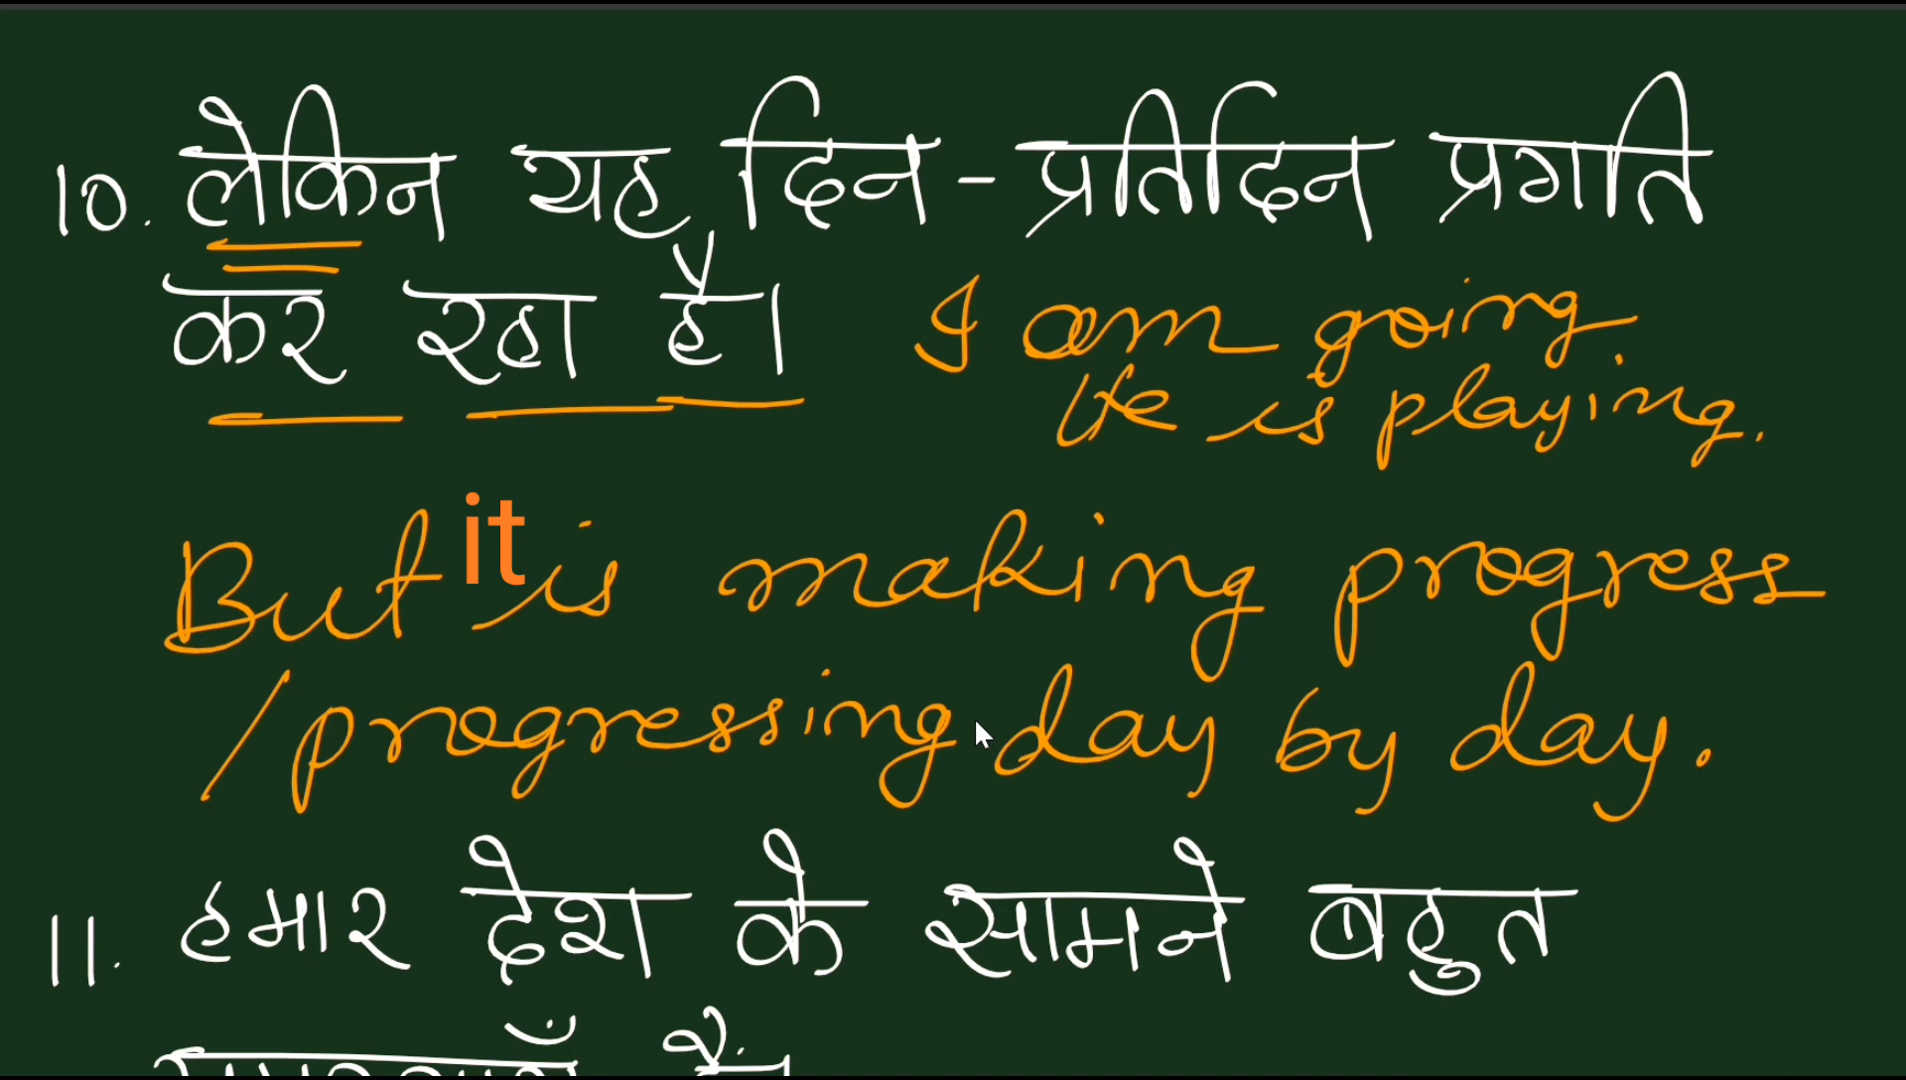 10. लेकिन यह दिन - प्रतिदिन प्रगति
कर रहा है।
I am going.
He is playing.
But it is making progress
/progressing day by day.
11. हमार देश के सामने बहुत